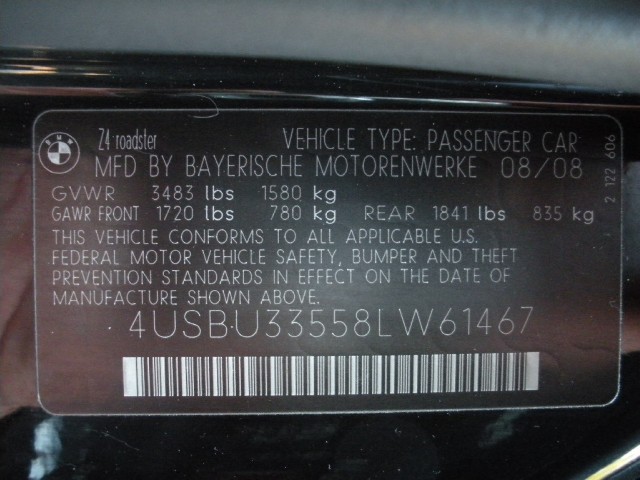 BMW
Z4 roadster VEHICLE TYPE: PASSENGER CAR
MFD BY BAYERISCHE MOTORENWERKE 08/08
GVWR 3483 lbs 1580 kg
GAWR FRONT 1720 lbs 780 kg REAR 1841 lbs 835 kg
THIS VEHICLE CONFORMS TO ALL APPLICABLE U.S.
FEDERAL MOTOR VEHICLE SAFETY, BUMPER AND THEFT
PREVENTION STANDARDS IN EFFECT ON THE DATE OF
MANUFACTURE SHOWN ABOVE.
4USBU33558LW61467
2 122 606